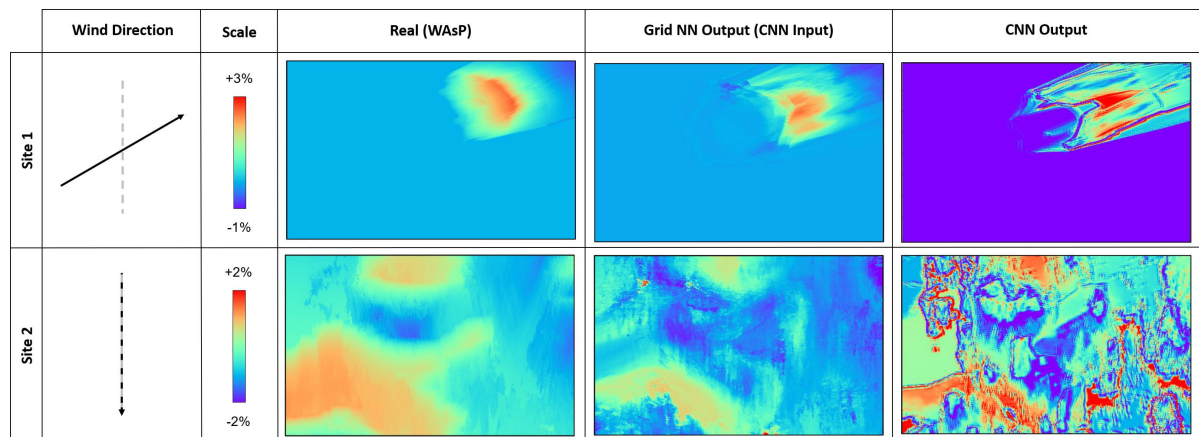 Wind Direction
Scale
Real (WAsP)
Grid NN Output (CNN Input)
CNN Output
Site 1
+3%
-1%
Site 2
+2%
-2%